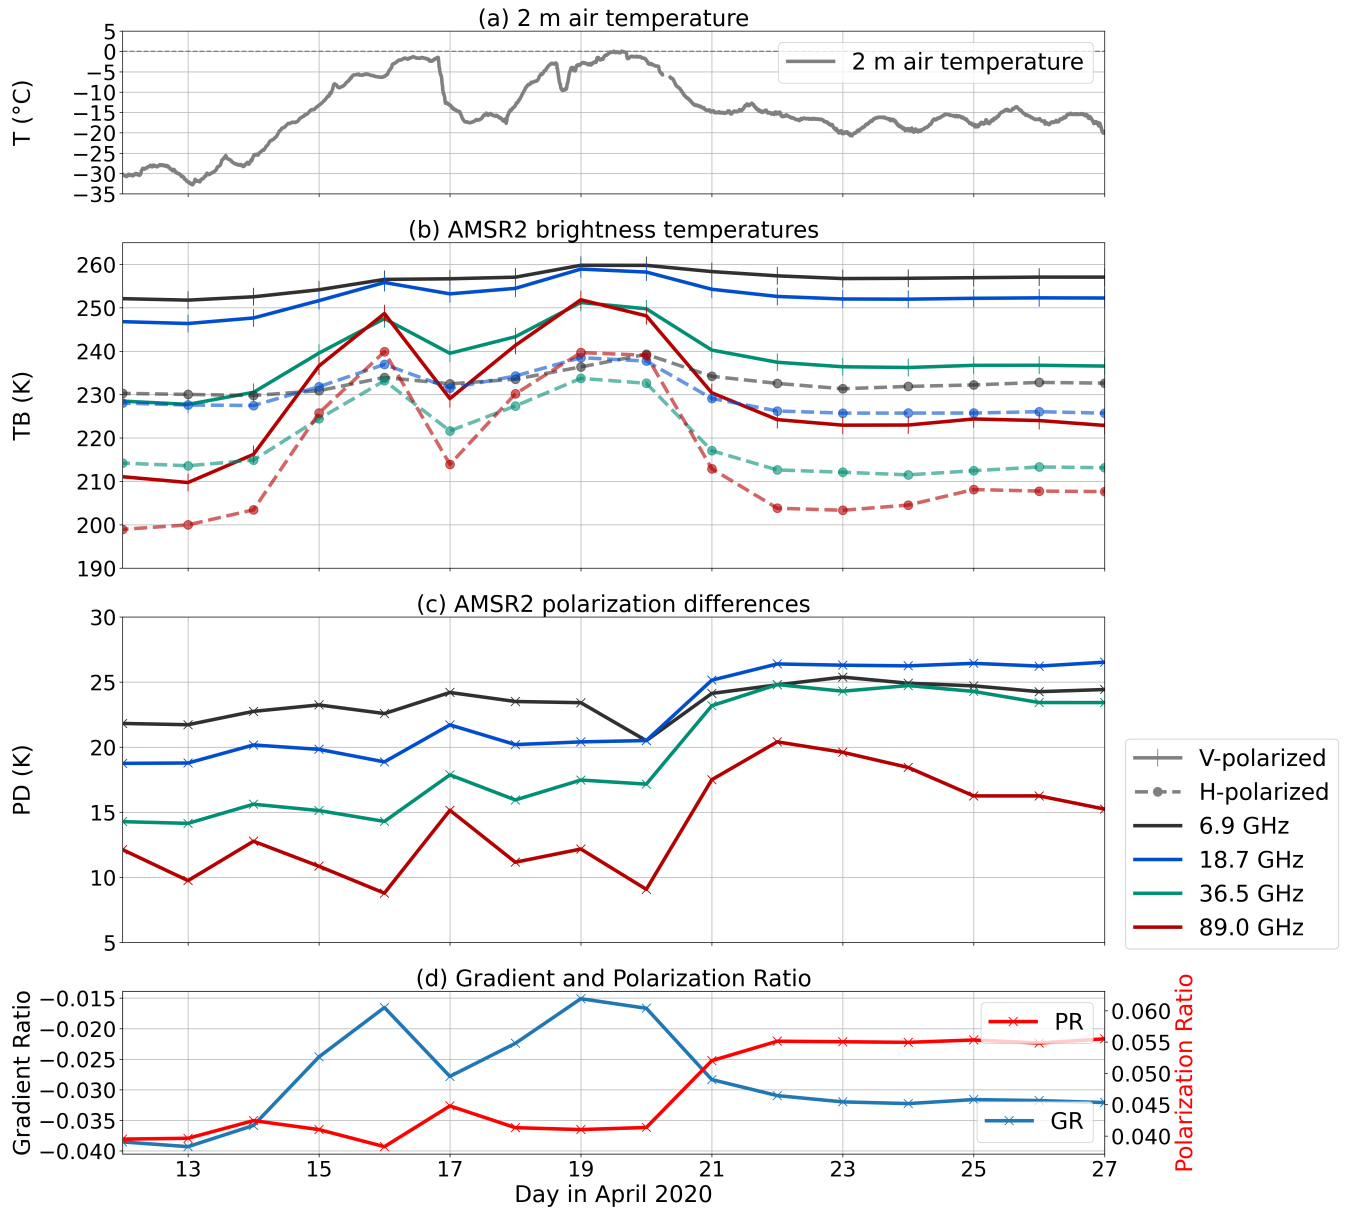 (a) 2 m air temperature
5
0
−5
−10
−15
−20
−25
−30
−35
T (°C)
2 m air temperature
(b) AMSR2 brightness temperatures
260
250
240
230
220
210
200
190
TB (K)
(c) AMSR2 polarization differences
30
25
20
15
10
5
PD (K)
V-polarized
H-polarized
6.9 GHz
18.7 GHz
36.5 GHz
89.0 GHz
(d) Gradient and Polarization Ratio
−0.015
−0.020
−0.025
−0.030
−0.035
−0.040
Gradient Ratio
PR
GR
0.060
0.055
0.050
0.045
0.040
Polarization Ratio
13
15
17
19
21
23
25
27
Day in April 2020